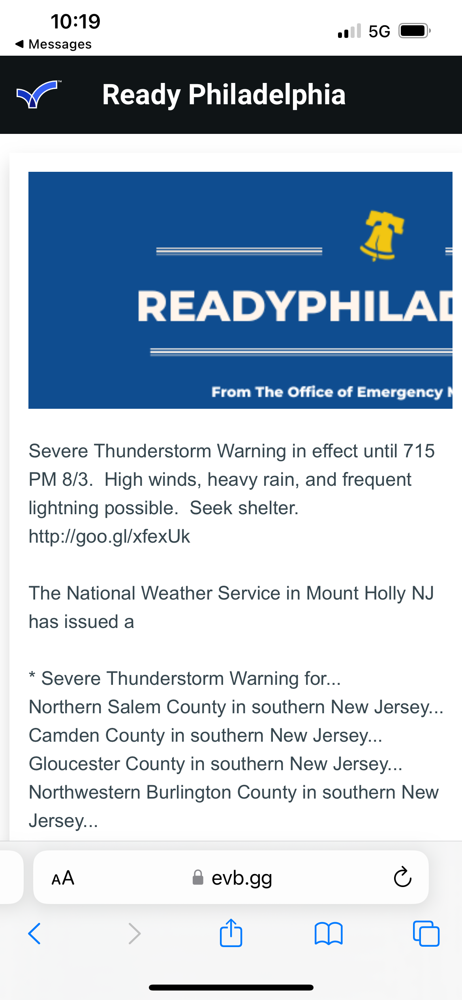 10:19
5G
◀ Messages
™
Ready Philadelphia
READYPHILAD
From The Office of Emergency M
Severe Thunderstorm Warning in effect until 715
PM 8/3.  High winds, heavy rain, and frequent
lightning possible.  Seek shelter.
http://goo.gl/xfexUk
The National Weather Service in Mount Holly NJ
has issued a
* Severe Thunderstorm Warning for...
Northern Salem County in southern New Jersey...
Camden County in southern New Jersey...
Gloucester County in southern New Jersey...
Northwestern Burlington County in southern New
Jersey...
AA
evb.gg